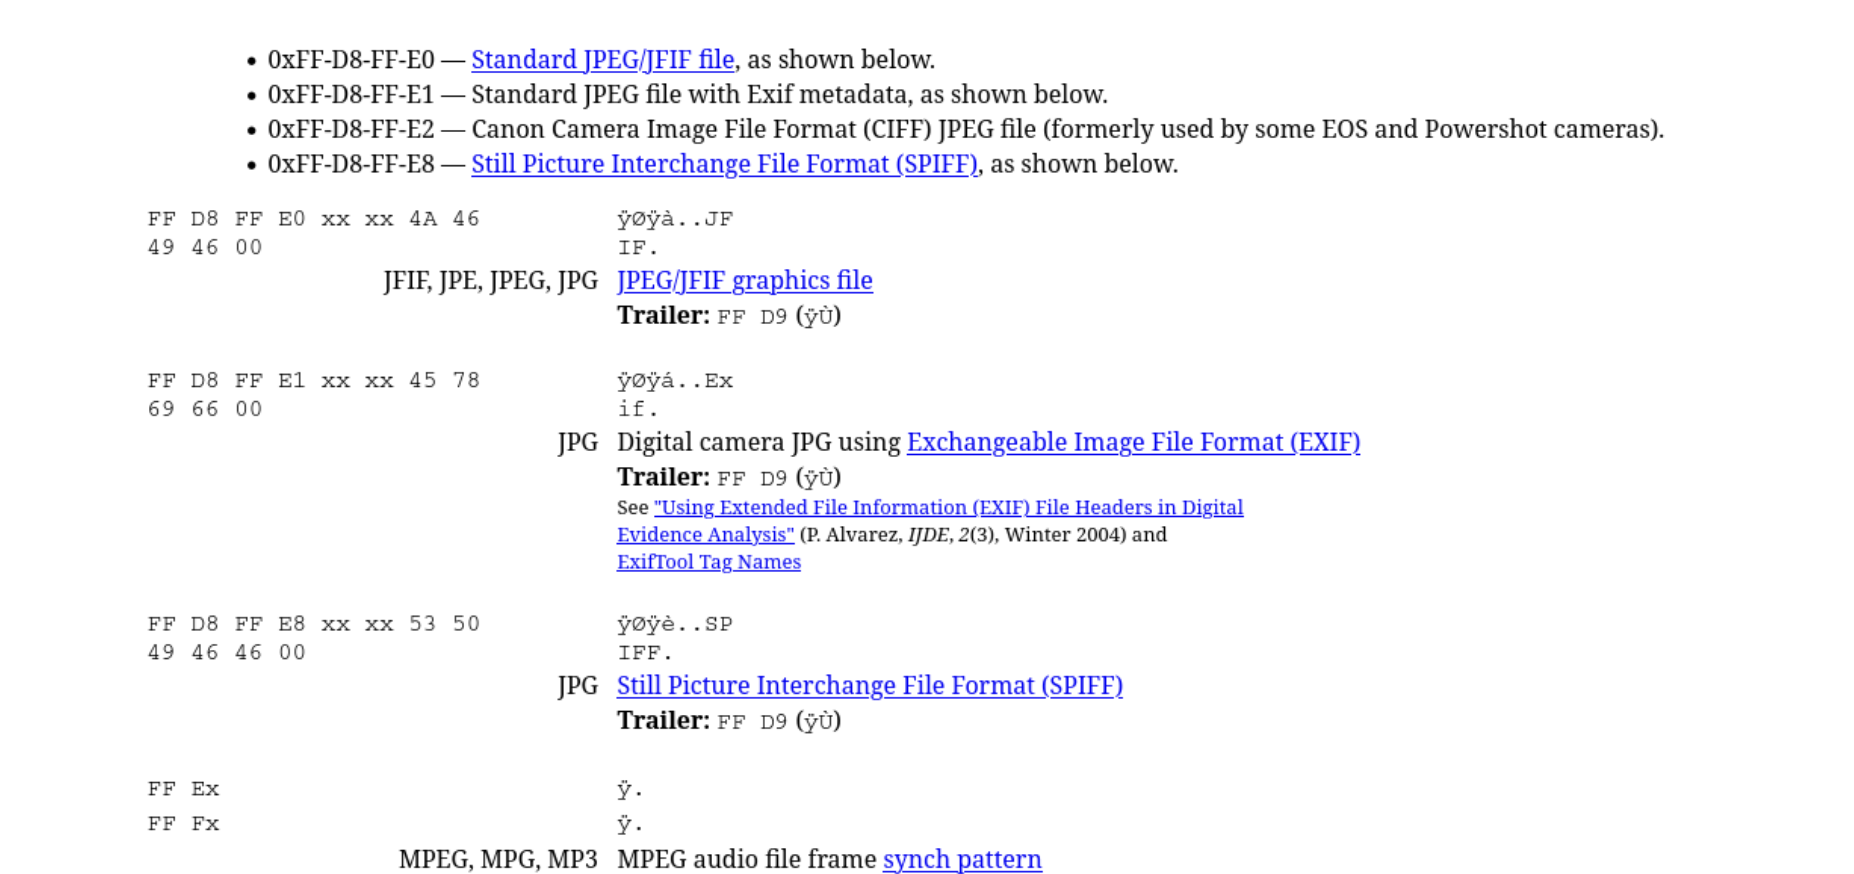 • 0xFF-D8-FF-E0 — Standard JPEG/JFIF file, as shown below.
• 0xFF-D8-FF-E1 — Standard JPEG file with Exif metadata, as shown below.
• 0xFF-D8-FF-E2 — Canon Camera Image File Format (CIFF) JPEG file (formerly used by some EOS and Powershot cameras).
• 0xFF-D8-FF-E8 — Still Picture Interchange File Format (SPIFF), as shown below.
FF D8 FF E0 xx xx 4A 46 ÿØÿà..JF
49 46 00 IF.
JFIF, JPE, JPEG, JPG JPEG/JFIF graphics file
Trailer: FF D9 (ÿÙ)
FF D8 FF E1 xx xx 45 78 ÿØÿá..Ex
69 66 00 if.
JPG Digital camera JPG using Exchangeable Image File Format (EXIF)
Trailer: FF D9 (ÿÙ)
See "Using Extended File Information (EXIF) File Headers in Digital
Evidence Analysis" (P. Alvarez, IJDE, 2(3), Winter 2004) and
ExifTool Tag Names
FF D8 FF E8 xx xx 53 50 ÿØÿè..SP
49 46 46 00 IFF.
JPG Still Picture Interchange File Format (SPIFF)
Trailer: FF D9 (ÿÙ)
FF Ex ÿ.
FF Fx ÿ.
MPEG, MPG, MP3 MPEG audio file frame synch pattern